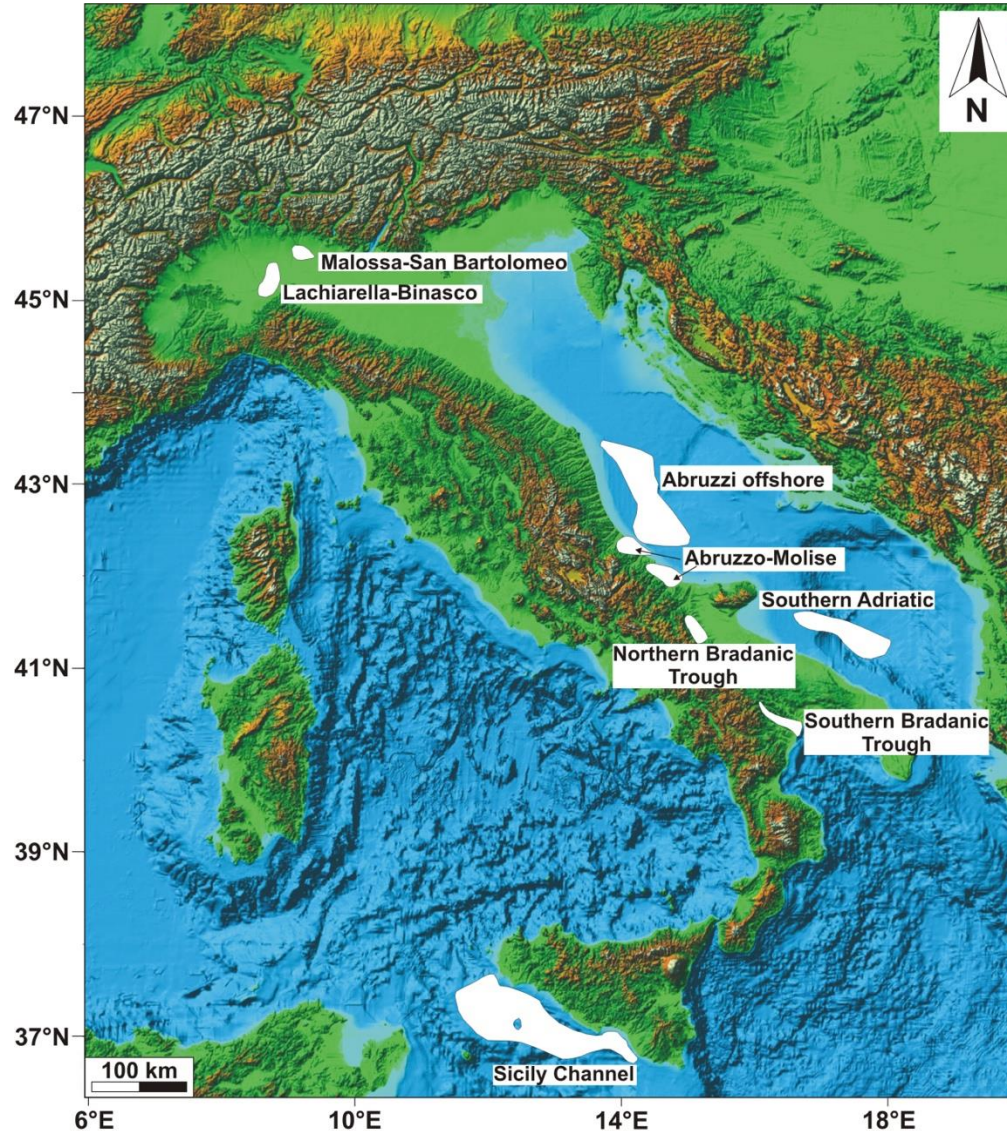 N
47°N
Malossa-San Bartolomeo
45°N
Lachiarella-Binasco
43°N
Abruzzi offshore
Abruzzo-Molise
Southern Adriatic
41°N
Northern Bradanic
Trough
Southern Bradanic
Trough
39°N
37°N
100 km
Sicily Channel
6°E
10°E
14°E
18°E